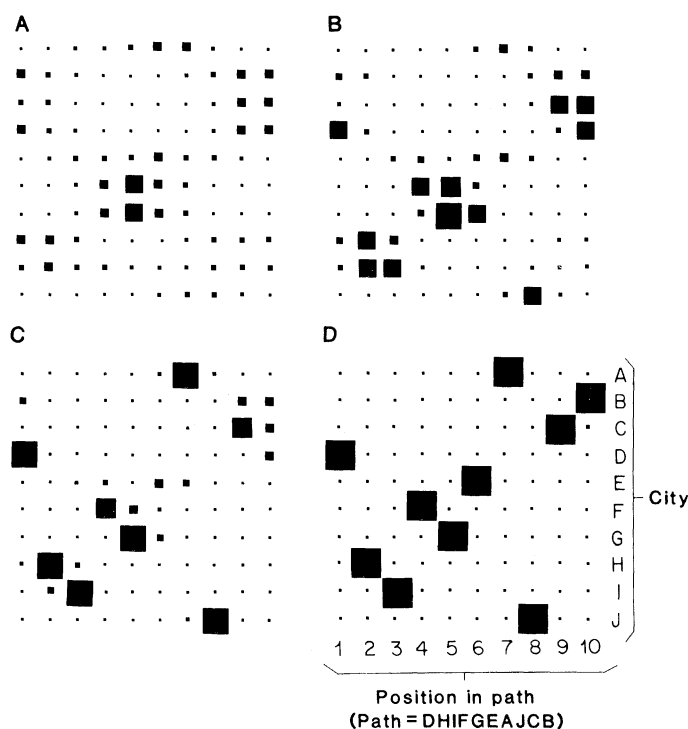 A
B
C
D
A
B
C
D
E
F
G
H
I
J
City
1 2 3 4 5 6 7 8 9 10
Position in path
(Path=DHIFGEAJCB)